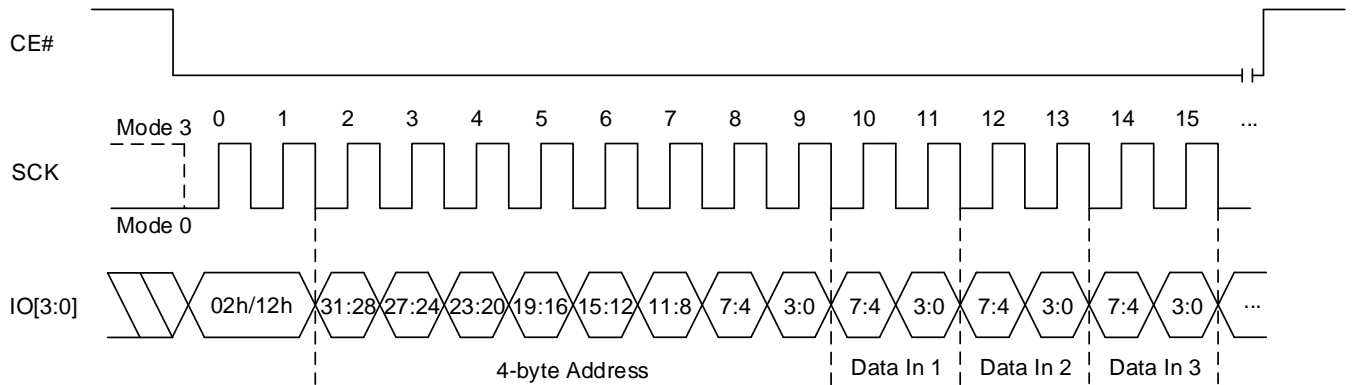 CE#
Mode 3
0 1 2 3 4 5 6 7 8 9 10 11 12 13 14 15 ...
SCK
Mode 0
IO[3:0]
02h/12h 31:28 27:24 23:20 19:16 15:12 11:8 7:4 3:0 7:4 3:0 7:4 3:0 7:4 3:0 ...
4-byte Address
Data In 1
Data In 2
Data In 3